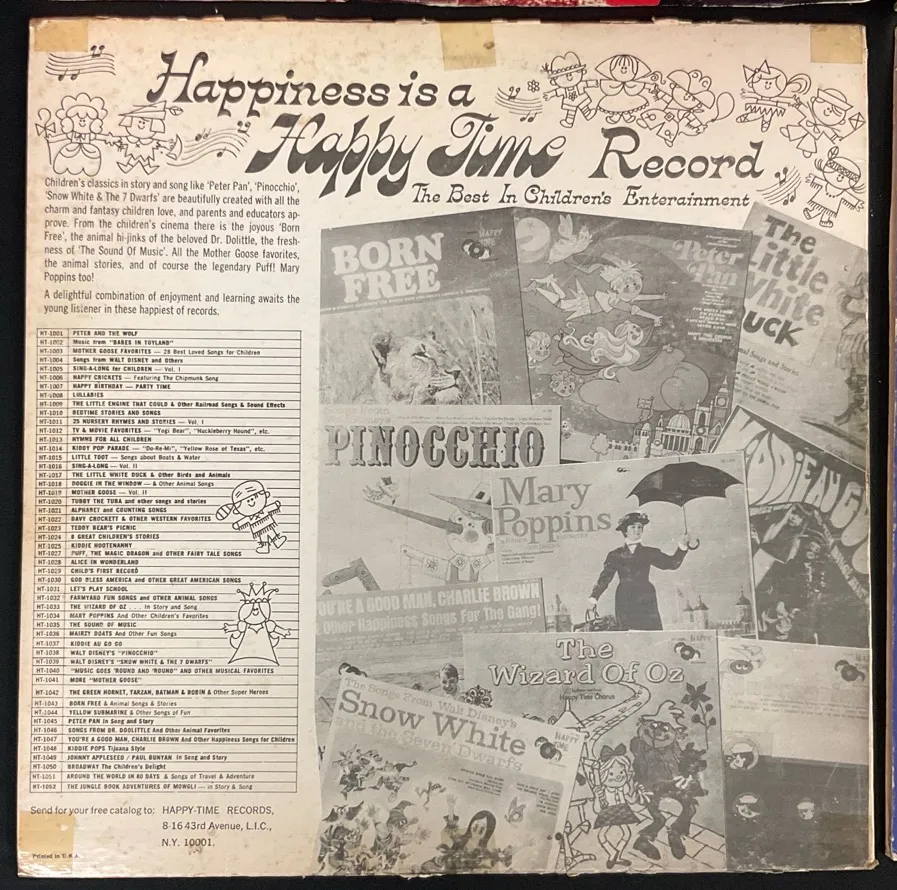 Happiness is a
Happy Time Record
The Best In Children's Enterainment
Children's classics in story and song like 'Peter Pan', 'Pinocchio',
'Snow White & The 7 Dwarfs' are beautifully created with all the
charm and fantasy children love, and parents and educators ap-
prove. From the children's cinema there is the joyous 'Born
Free', the animal hi-jinks of the beloved Dr. Dolittle, the fresh-
ness of 'The Sound Of Music'. All the Mother Goose favorites,
the animal stories, and of course the legendary Puff! Mary
Poppins too!
A delightful combination of enjoyment and learning awaits the
young listener in these happiest of records.
HT-1001 PETER AND THE WOLF
HT-1002 Music from "BABES IN TOYLAND"
HT-1003 MOTHER GOOSE FAVORITES — 28 Best Loved Songs for Children
HT-1004 Songs from WALT DISNEY and Others
HT-1005 SING-A-LONG for CHILDREN — Vol. I
HT-1006 HAPPY CRICKETS — Featuring The Chipmunk Song
HT-1007 HAPPY BIRTHDAY — PARTY TIME
HT-1008 LULLABIES
HT-1009 THE LITTLE ENGINE THAT COULD & Other Railroad Songs & Sound Effects
HT-1010 BEDTIME STORIES AND SONGS
HT-1011 25 NURSERY RHYMES AND STORIES — Vol. I
HT-1012 TV & MOVIE FAVORITES — "Yogi Bear", "Huckleberry Hound", etc.
HT-1013 HYMNS FOR ALL CHILDREN
HT-1014 KIDDY POP PARADE — "Do-Re-Mi", "Yellow Rose of Texas", etc.
HT-1015 LITTLE TOOT — Songs about Boats & Water
HT-1016 SING-A-LONG — Vol. II
HT-1017 THE LITTLE WHITE DUCK & Other Birds and Animals
HT-1018 DOGGIE IN THE WINDOW — & Other Animal Songs
HT-1019 MOTHER GOOSE — Vol. II
HT-1020 TUBBY THE TUBA and other songs and stories
HT-1021 ALPHABET and COUNTING SONGS
HT-1022 DAVY CROCKETT & OTHER WESTERN FAVORITES
HT-1023 TEDDY BEAR'S PICNIC
HT-1024 8 GREAT CHILDREN'S STORIES
HT-1025 KIDDIE HOOTENANNY
HT-1027 PUFF, THE MAGIC DRAGON and OTHER FAIRY TALE SONGS
HT-1028 ALICE IN WONDERLAND
HT-1029 CHILD'S FIRST RECORD
HT-1030 GOD BLESS AMERICA and OTHER GREAT AMERICAN SONGS
HT-1031 LET'S PLAY SCHOOL
HT-1032 FARMYARD FUN SONGS and OTHER ANIMAL SONGS
HT-1033 THE WIZARD OF OZ . . . In Story and Song
HT-1034 MARY POPPINS And Other Children's Favorites
HT-1035 THE SOUND OF MUSIC
HT-1036 MAIRZY DOATS And Other Fun Songs
HT-1037 KIDDIE AU GO GO
HT-1038 WALT DISNEY'S "PINOCCHIO"
HT-1039 WALT DISNEY'S "SNOW WHITE & THE 7 DWARFS"
HT-1040 "MUSIC GOES 'ROUND AND 'ROUND" AND OTHER MUSICAL FAVORITES
HT-1041 MORE "MOTHER GOOSE"
HT-1042 THE GREEN HORNET, TARZAN, BATMAN & ROBIN & Other Super Heroes
HT-1043 BORN FREE & Animal Songs & Stories
HT-1044 YELLOW SUBMARINE & Other Songs of Fun
HT-1045 PETER PAN in Song and Story
HT-1046 SONGS FROM DR. DOOLITTLE And Other Animal Favorites
HT-1047 YOU'RE A GOOD MAN, CHARLIE BROWN And Other Happiness Songs for Children
HT-1048 KIDDIE POPS Tijuana Style
HT-1049 JOHNNY APPLESEED / PAUL BUNYAN In Song and Story
HT-1050 BROADWAY The Children's Delight
HT-1051 AROUND THE WORLD IN 80 DAYS & Songs of Travel & Adventure
HT-1052 THE JUNGLE BOOK ADVENTURES OF MOWGLI — in Story & Song
Send for your free catalog to: HAPPY-TIME RECORDS,
8-16 43rd Avenue, L.I.C.,
N.Y. 10001.
Printed in U.S.A.
BORN
FREE
HAPPY
Peter
Pan
The
Little
White
UCK
PINOCCHIO
Mary
Poppins
YOU'RE A GOOD MAN, CHARLIE BROWN
Happiness Songs For The Gang!
The
Wizard Of Oz
Happy Time Chorus
The Songs From Walt Disney's
Snow White
and the Seven Dwarfs
HAPPY
TIME